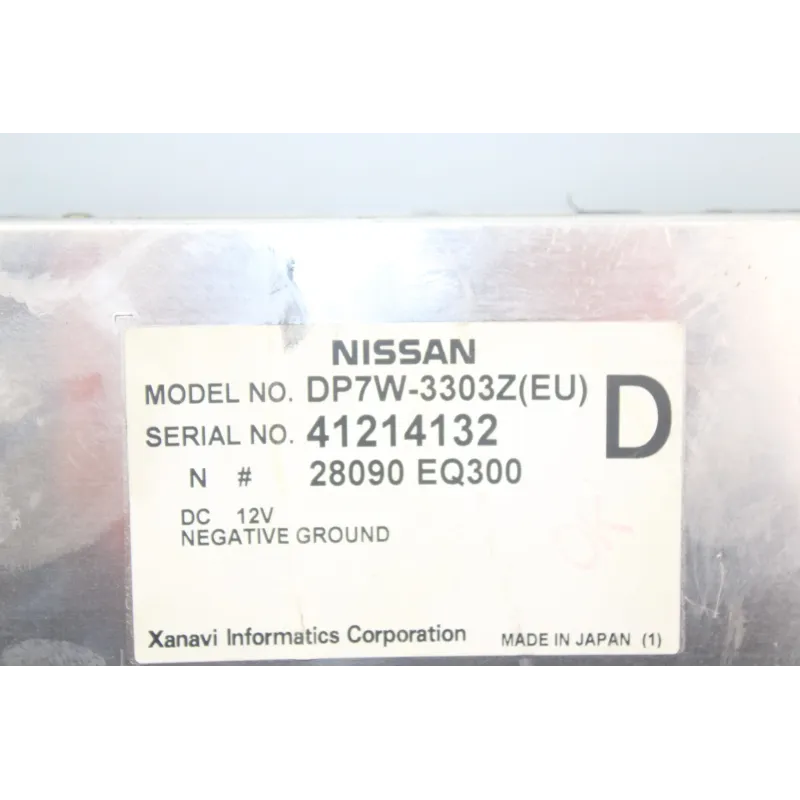 NISSAN
MODEL NO. DP7W-3303Z(EU)
D
SERIAL NO. 41214132
N # 28090 EQ300
DC 12V
NEGATIVE GROUND
OK
Xanavi Informatics Corporation MADE IN JAPAN (1)